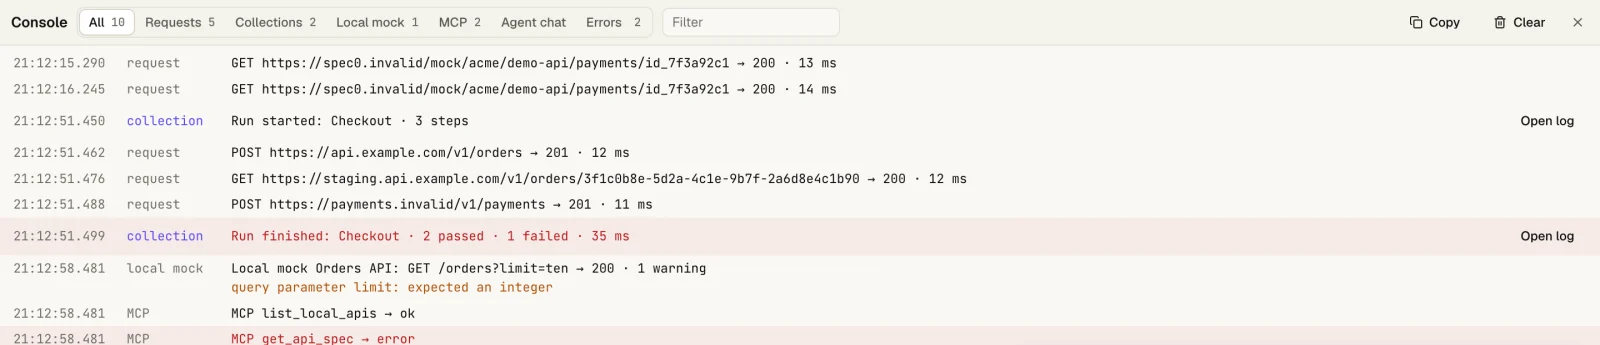 Console All 10 Requests 5 Collections 2 Local mock 1 MCP 2 Agent chat Errors 2 Filter Copy Clear ×
21:12:15.290 request GET https://spec0.invalid/mock/acme/demo-api/payments/id_7f3a92c1 → 200 · 13 ms
21:12:16.245 request GET https://spec0.invalid/mock/acme/demo-api/payments/id_7f3a92c1 → 200 · 14 ms
21:12:51.450 collection Run started: Checkout · 3 steps Open log
21:12:51.462 request POST https://api.example.com/v1/orders → 201 · 12 ms
21:12:51.476 request GET https://staging.api.example.com/v1/orders/3f1c0b8e-5d2a-4c1e-9b7f-2a6d8e4c1b90 → 200 · 12 ms
21:12:51.488 request POST https://payments.invalid/v1/payments → 201 · 11 ms
21:12:51.499 collection Run finished: Checkout · 2 passed · 1 failed · 35 ms Open log
21:12:58.481 local mock Local mock Orders API: GET /orders?limit=ten → 200 · 1 warning
query parameter limit: expected an integer
21:12:58.481 MCP MCP list_local_apis → ok
21:12:58.481 MCP MCP get_api_spec → error